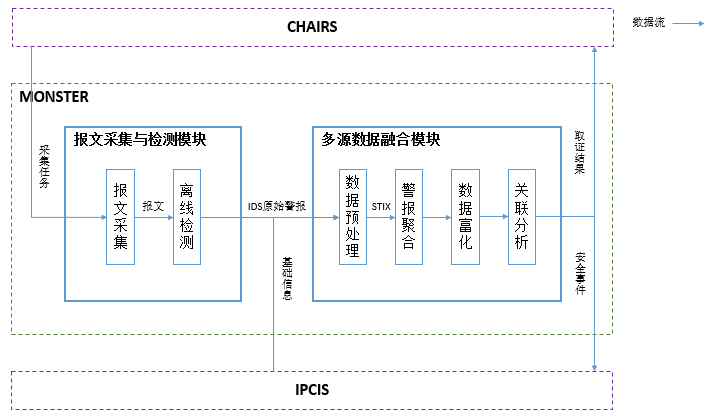 CHAIRS
数据流
MONSTER
报文采集与检测模块
多源数据融合模块
采集任务
取证结果
报文采集
报文
离线检测
IDS原始警报
数据预处理
STIX
警报聚合
数据富化
关联分析
基础信息
安全事件
IPCIS